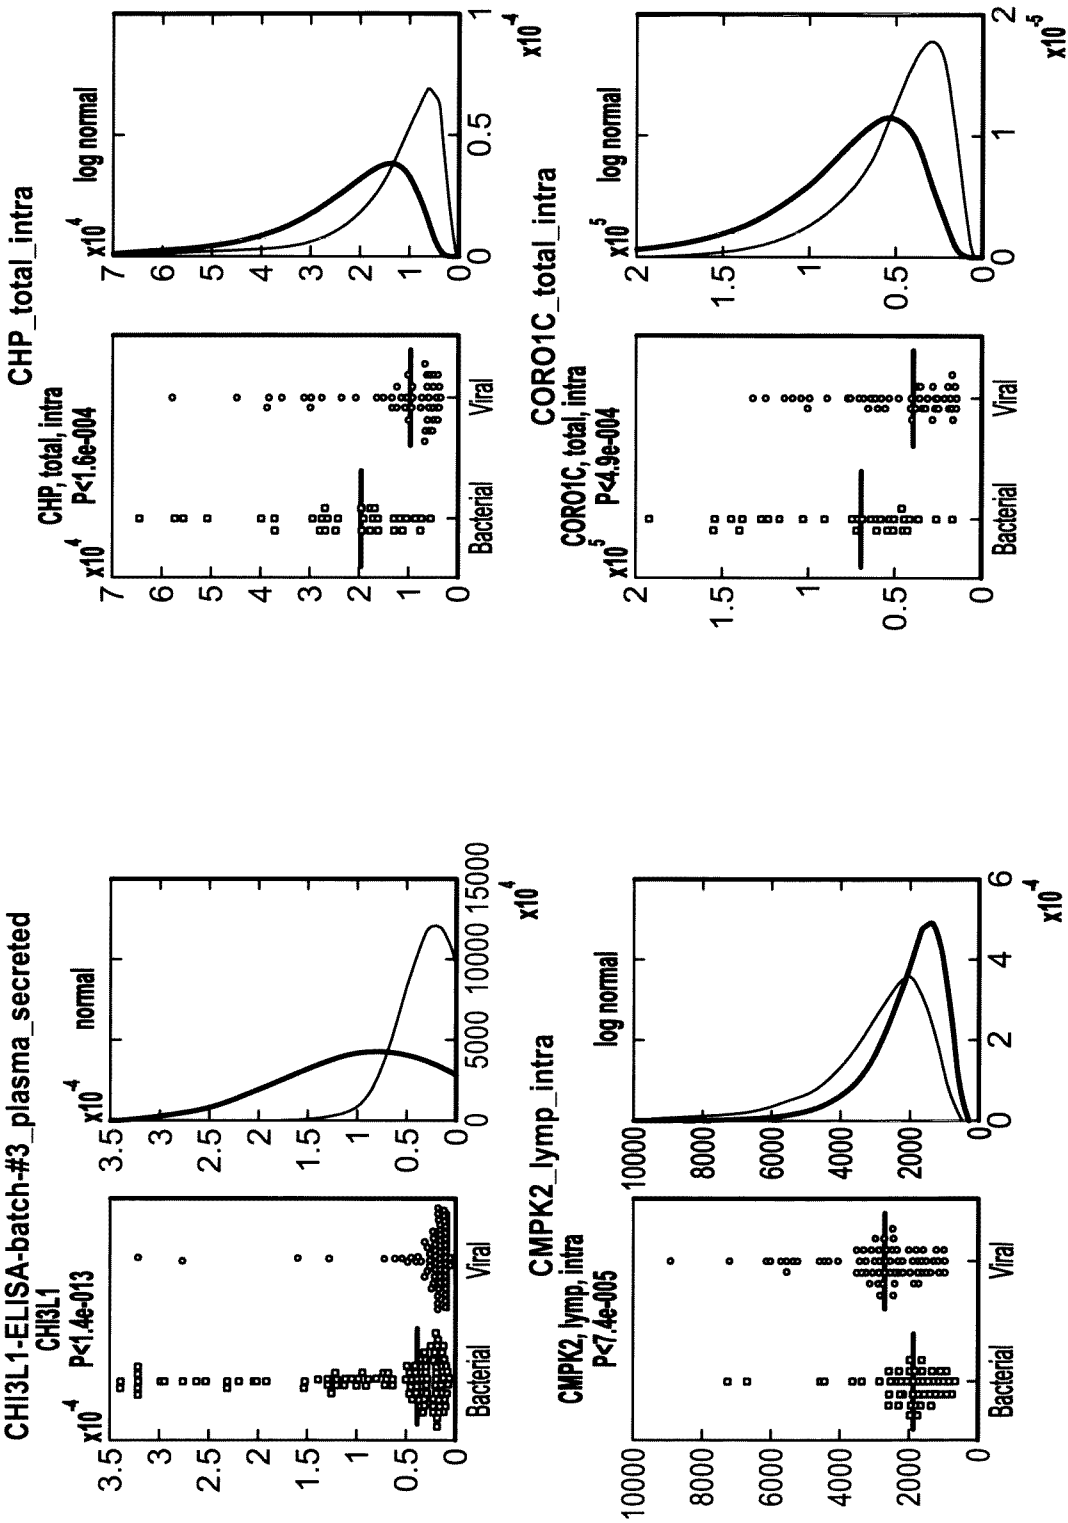 CHI3L1-ELISA-batch-#3_plasma_secreted
CHI3L1
P<1.4e-013
x10-4
3.5
3
2.5
2
1.5
1
0.5
0
Bacterial
Viral
normal
x10-4
3.5
3
2.5
2
1.5
1
0.5
0
0
5000
10000
15000
x10 4
CHP_total_intra
CHP, total, intra
P<1.6e-004
x10 4
7
6
5
4
3
2
1
0
Bacterial
Viral
log normal
x10 4
7
6
5
4
3
2
1
0
0
0.5
1
x10-4
CMPK2_lymp_intra
CMPK2, lymp, intra
P<7.4e-005
10000
8000
6000
4000
2000
0
Bacterial
Viral
log normal
10000
8000
6000
4000
2000
0
0
2
4
6
x10-4
CORO1C_total_intra
CORO1C, total, intra
P<4.9e-004
x10 5
2
1.5
1
0.5
0
Bacterial
Viral
log normal
x10 5
2
1.5
1
0.5
0
0
1
2
x10-5